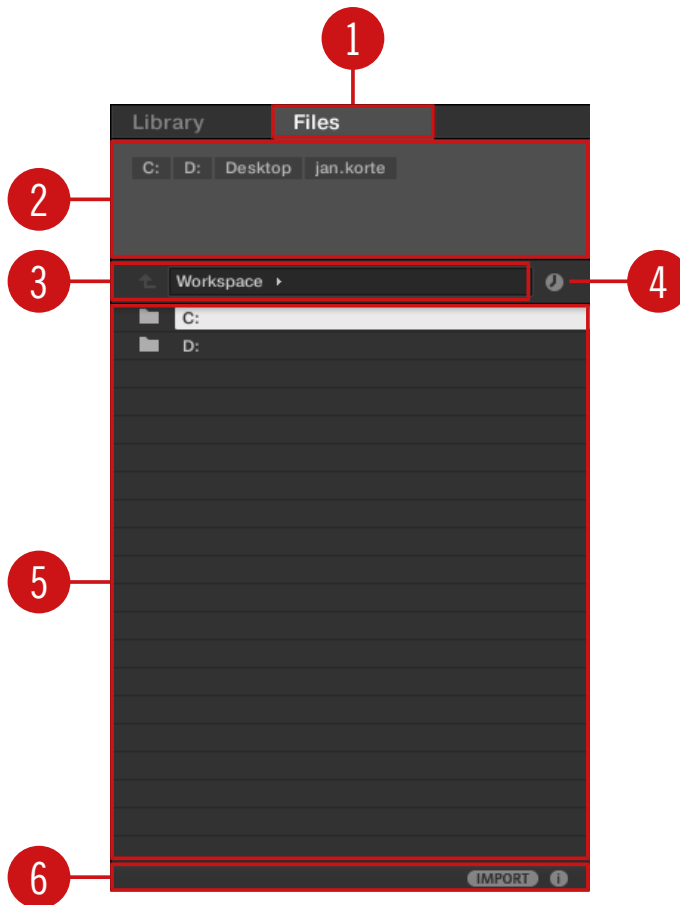 1
Library Files
2
C: D: Desktop jan.korte
3
Workspace
4
C:
D:
5
6
IMPORT i